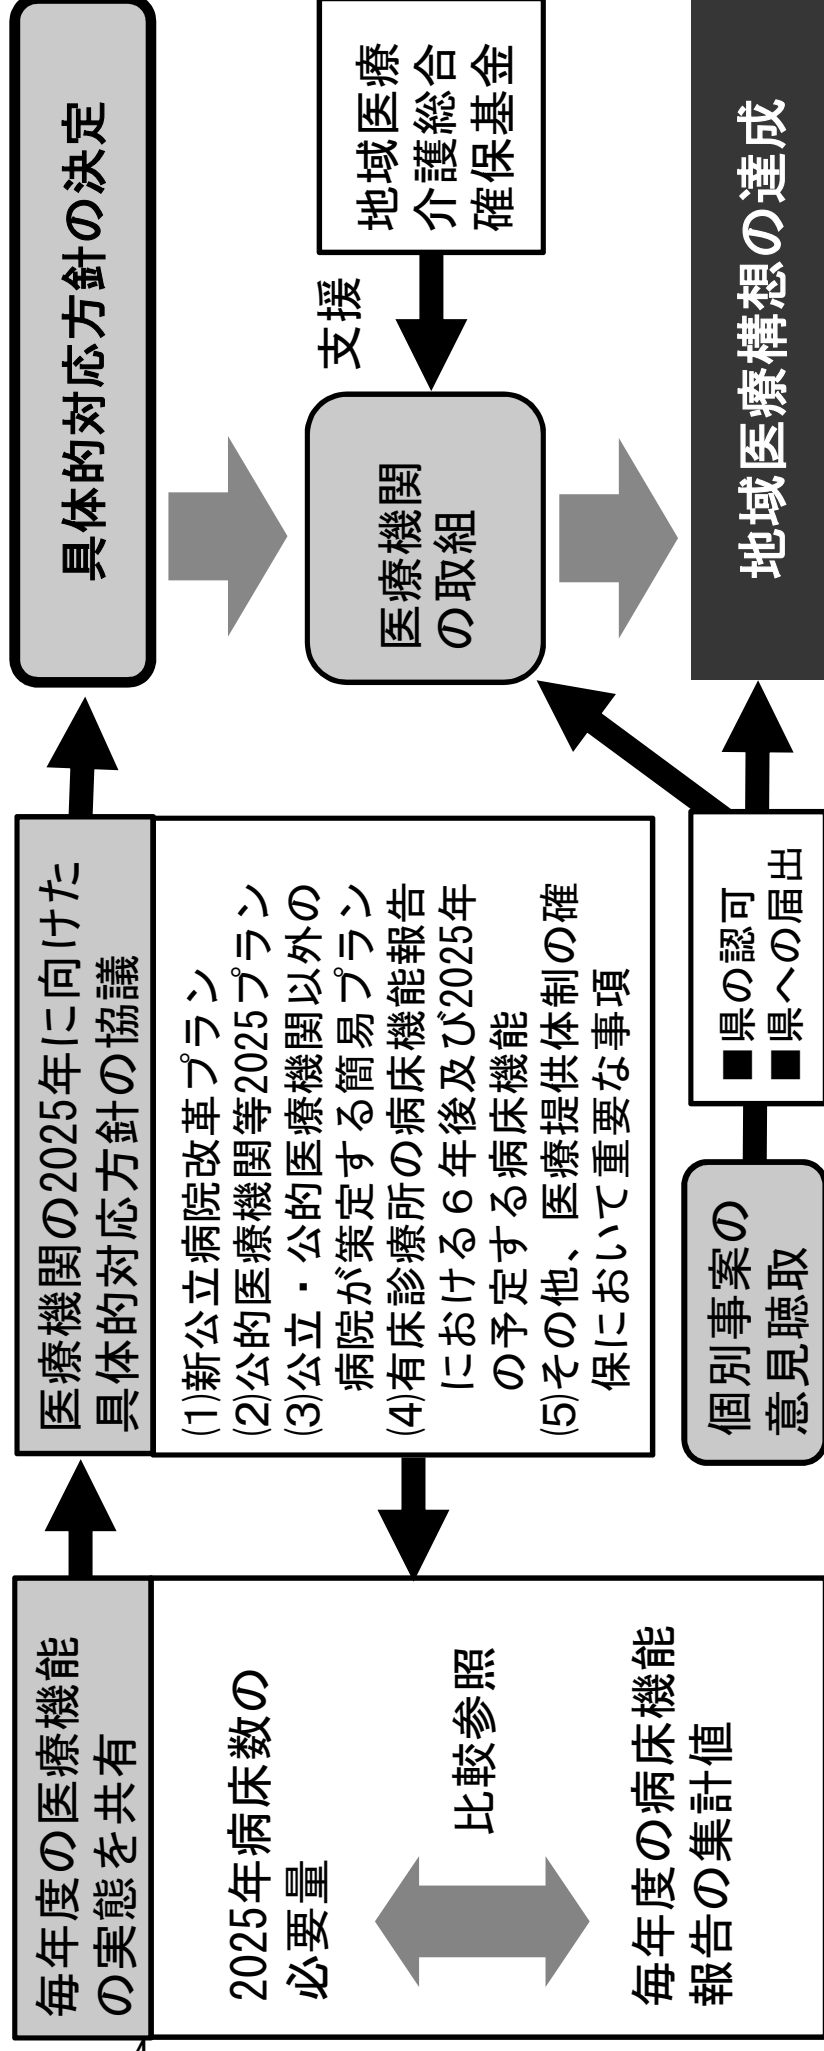 毎年度の医療機能
の実態を共有
2025年病床数の
必要量
比較参照
毎年度の病床機能
報告の集計値
医療機関の2025年に向けた
具体的対応方針の協議
(1)新公立病院改革プラン
(2)公的医療機関等2025プラン
(3)公立・公的医療機関以外の
病院が策定する簡易プラン
(4)有床診療所の病床機能報告
における6年後及び2025年
の予定する病床機能
(5)その他、医療提供体制の確
保において重要な事項
個別事案の
意見聴取
■県の認可
■県への届出
具体的対応方針の決定
医療機関
の取組
支援
地域医療
介護総合
確保基金
地域医療構想の達成